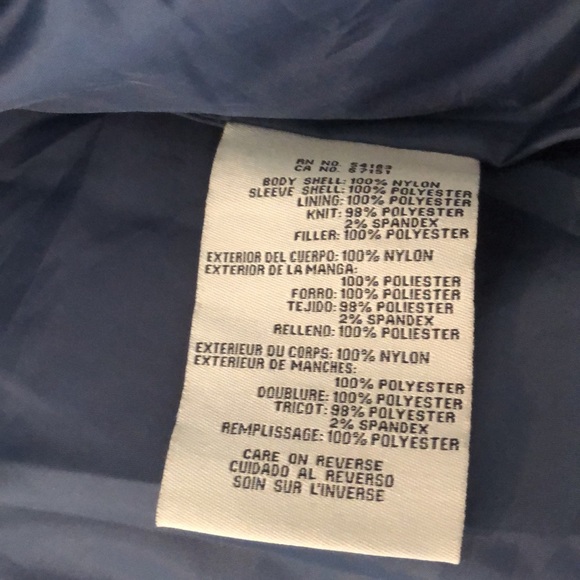 RN NO. 54163
CA NO. 67151
BODY SHELL: 100% NYLON
SLEEVE SHELL: 100% POLYESTER
LINING: 100% POLYESTER
KNIT: 98% POLYESTER
2% SPANDEX
FILLER: 100% POLYESTER
EXTERIOR DEL CUERPO: 100% NYLON
EXTERIOR DE LA MANGA:
100% POLIESTER
FORRO: 100% POLIESTER
TEJIDO: 98% POLIESTER
2% SPANDEX
RELLENO: 100% POLIESTER
EXTERIEUR DU CORPS: 100% NYLON
EXTERIEUR DE MANCHES:
100% POLYESTER
DOUBLURE: 100% POLYESTER
TRICOT: 98% POLYESTER
2% SPANDEX
REMPLISSAGE: 100% POLYESTER
CARE ON REVERSE
CUIDADO AL REVERSO
SOIN SUR L'INVERSE